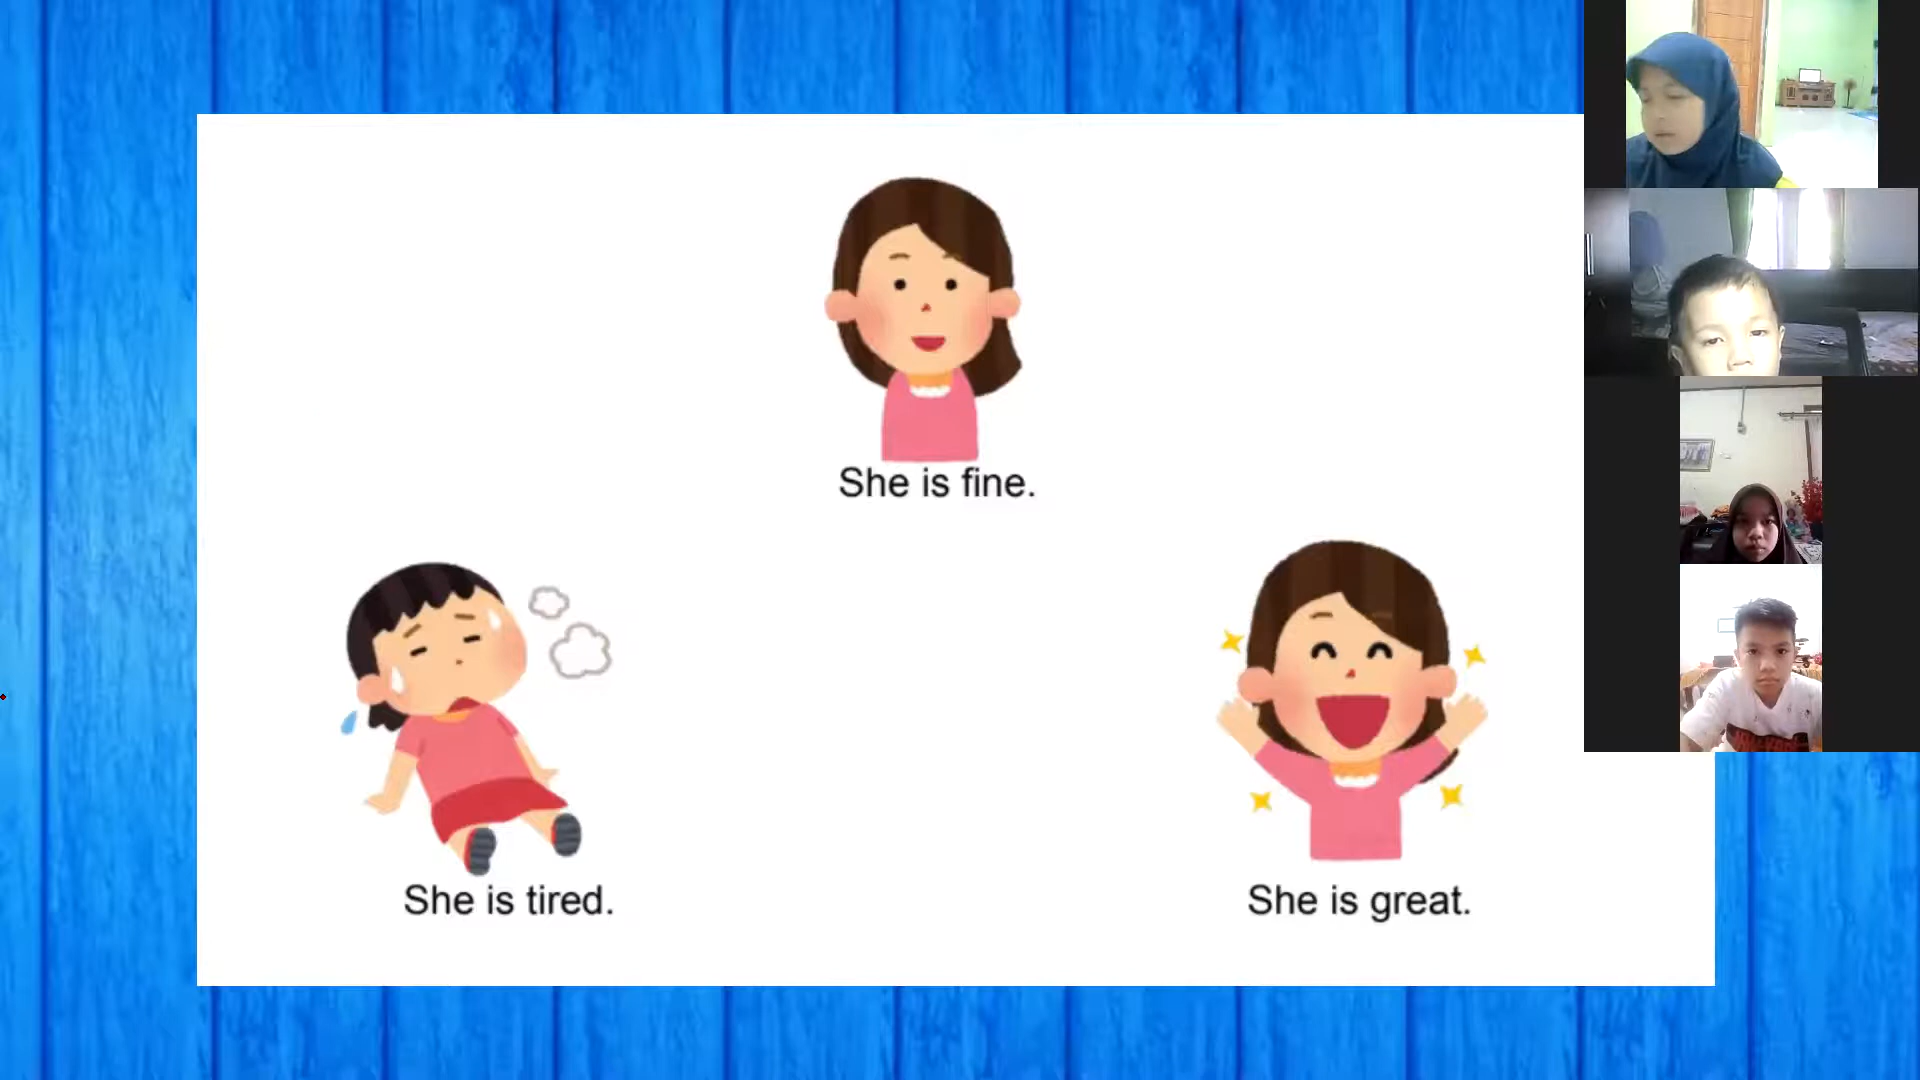 She is fine.
She is tired.
She is great.